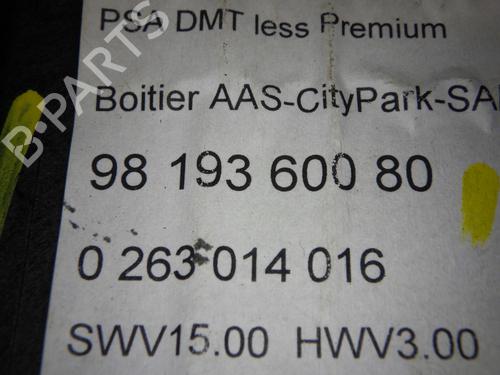 PSA DMT less Premium
Boitier AAS-CityPark-SA
98 193 600 80
0 263 014 016
SWV15.00 HWV3.00
B-PARTS